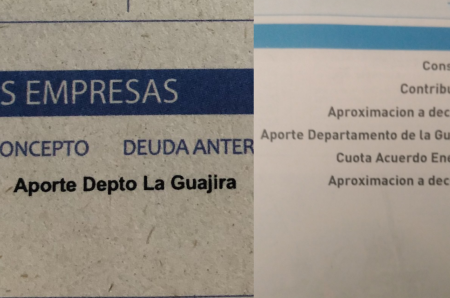 S EMPRESAS
ONCEPTO DEUDA ANTER
Aporte Depto La Guajira
Cons
Contribu
Aproximacion a dec
Aporte Departamento de la Gu
Cuota Acuerdo Ene
Aproximacion a dec